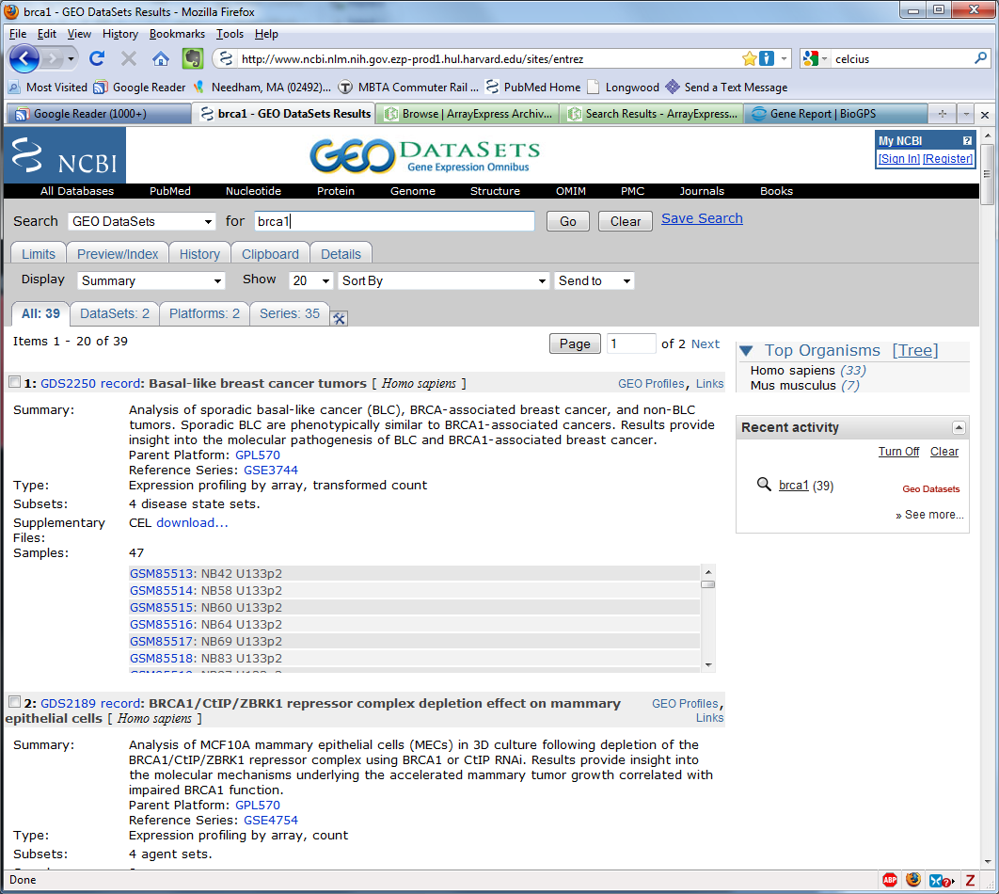 brca1 - GEO DataSets Results - Mozilla Firefox
File Edit View History Bookmarks Tools Help
http://www.ncbi.nlm.nih.gov.ezp-prod1.hul.harvard.edu/sites/entrez celcius
Most Visited Google Reader Needham, MA (02492)... MBTA Commuter Rail ... PubMed Home Longwood Send a Text Message
Google Reader (1000+) brca1 - GEO DataSets Results Browse | ArrayExpress Archiv... Search Results - ArrayExpress... Gene Report | BioGPS
NCBI
GEO DATASETS
Gene Expression Omnibus
My NCBI ?
[Sign In] [Register]
All Databases PubMed Nucleotide Protein Genome Structure OMIM PMC Journals Books
Search GEO DataSets for brca1 Go Clear Save Search
Limits Preview/Index History Clipboard Details
Display Summary Show 20 Sort By Send to
All: 39 DataSets: 2 Platforms: 2 Series: 35
Items 1 - 20 of 39 Page 1 of 2 Next
Top Organisms [Tree]
Homo sapiens (33)
Mus musculus (7)
Recent activity
Turn Off Clear
brca1 (39) Geo Datasets
» See more...
1: GDS2250 record: Basal-like breast cancer tumors [ Homo sapiens ] GEO Profiles, Links
Summary: Analysis of sporadic basal-like cancer (BLC), BRCA-associated breast cancer, and non-BLC
tumors. Sporadic BLC are phenotypically similar to BRCA1-associated cancers. Results provide
insight into the molecular pathogenesis of BLC and BRCA1-associated breast cancer.
Parent Platform: GPL570
Reference Series: GSE3744
Type: Expression profiling by array, transformed count
Subsets: 4 disease state sets.
Supplementary Files: CEL download...
Samples: 47
GSM85513: NB42 U133p2
GSM85514: NB58 U133p2
GSM85515: NB60 U133p2
GSM85516: NB64 U133p2
GSM85517: NB69 U133p2
GSM85518: NB83 U133p2
2: GDS2189 record: BRCA1/CtIP/ZBRK1 repressor complex depletion effect on mammary GEO Profiles,
epithelial cells [ Homo sapiens ] Links
Summary: Analysis of MCF10A mammary epithelial cells (MECs) in 3D culture following depletion of the
BRCA1/CtIP/ZBRK1 repressor complex using BRCA1 or CtIP RNAi. Results provide insight into
the molecular mechanisms underlying the accelerated mammary tumor growth correlated with
impaired BRCA1 function.
Parent Platform: GPL570
Reference Series: GSE4754
Type: Expression profiling by array, count
Subsets: 4 agent sets.
Done ABP Z